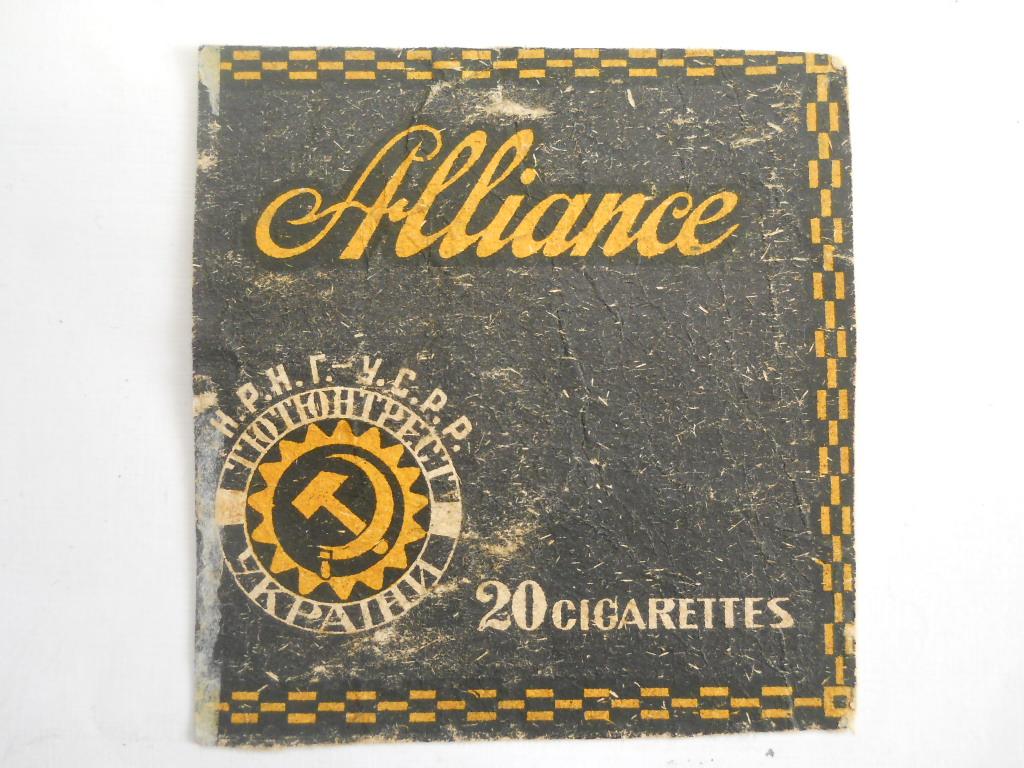 Alliance
Н.Р.Н.Г.-У.С.Р.Р.
ТЮТЮНТРЕСТ
УКРАЇНИ
20 CIGARETTES